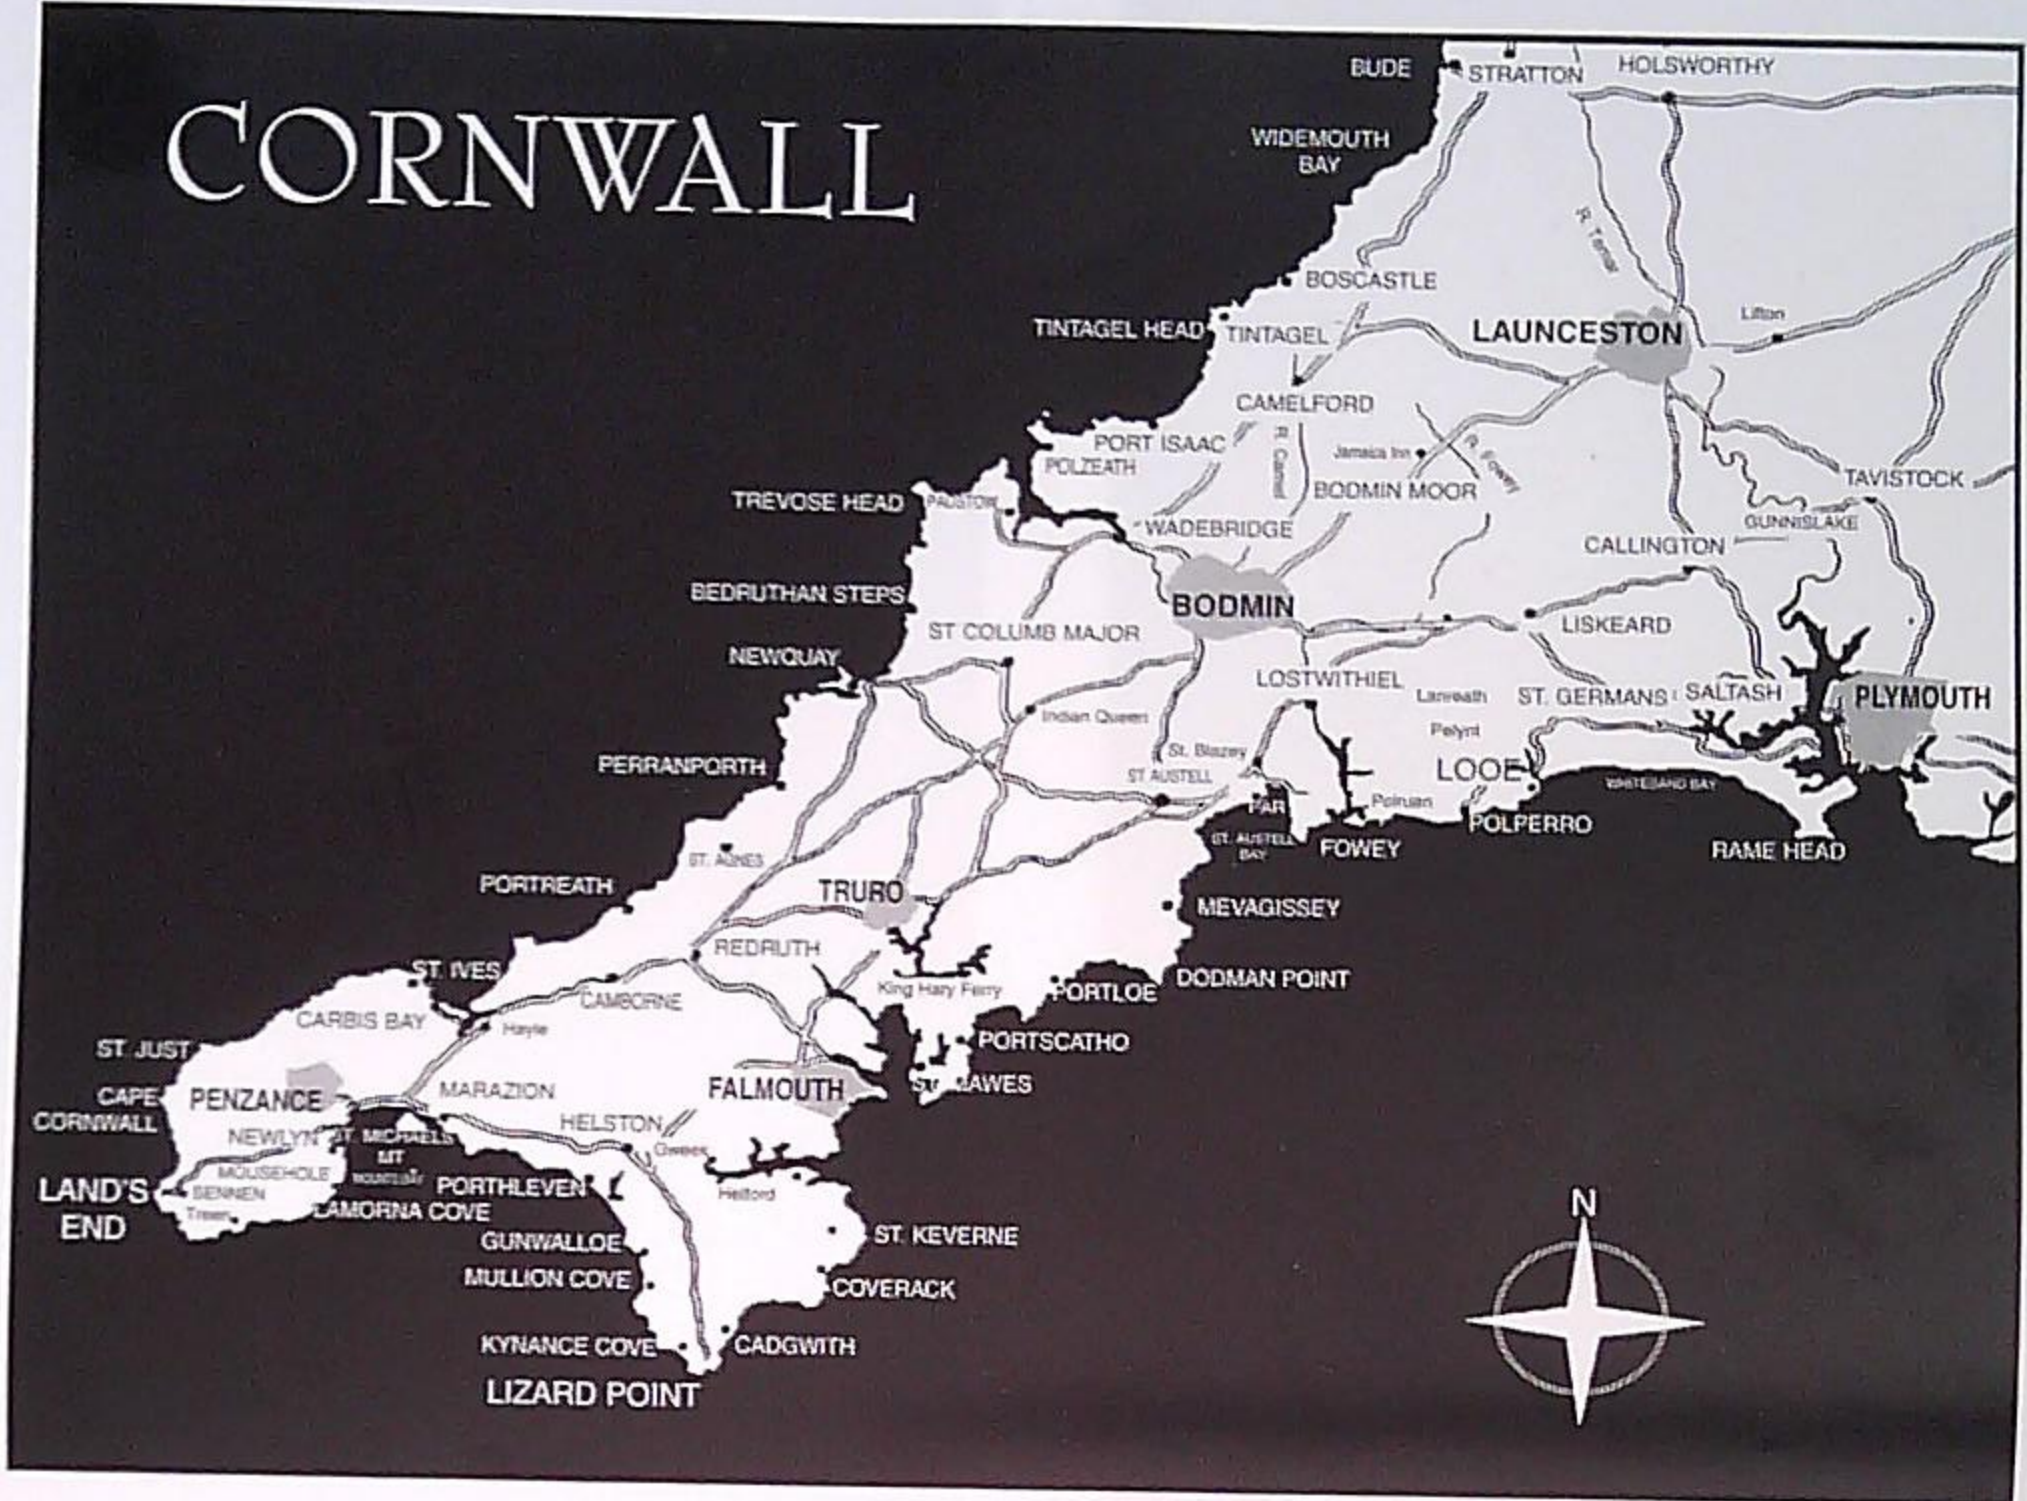 CORNWALL
BUDE
STRATTON
HOLSWORTHY
WIDEMOUTH
BAY
R. Tamar
BOSCASTLE
TINTAGEL HEAD
TINTAGEL
LAUNCESTON
Lifton
CAMELFORD
PORT ISAAC
POLZEATH
R. Camel
Jamaica Inn
R. Fowey
BODMIN MOOR
TAVISTOCK
TREVOSE HEAD
PADSTOW
WADEBRIDGE
GUNNISLAKE
CALLINGTON
BEDRUTHAN STEPS
BODMIN
ST COLUMB MAJOR
LISKEARD
NEWQUAY
LOSTWITHIEL
Lanreath
ST. GERMANS
SALTASH
PLYMOUTH
Indian Queen
Pelynt
St. Blazey
PERRANPORTH
ST AUSTELL
LOOE
WHITESAND BAY
PAR
Polruan
POLPERRO
ST. AUSTELL
BAY
FOWEY
RAME HEAD
ST. AGNES
PORTREATH
TRURO
MEVAGISSEY
REDRUTH
ST. IVES
DODMAN POINT
CAMBORNE
King Hary Ferry
PORTLOE
CARBIS BAY
Hayle
ST. JUST
PORTSCATHO
CAPE
CORNWALL
PENZANCE
MARAZION
FALMOUTH
ST. MAWES
HELSTON
NEWLYN
ST. MICHAELS
MT
Gweek
MOUSEHOLE
MOUNTS BAY
PORTHLEVEN
LAND'S
END
SENNEN
Treen
LAMORNA COVE
Helford
GUNWALLOE
ST. KEVERNE
MULLION COVE
COVERACK
KYNANCE COVE
CADGWITH
LIZARD POINT
N